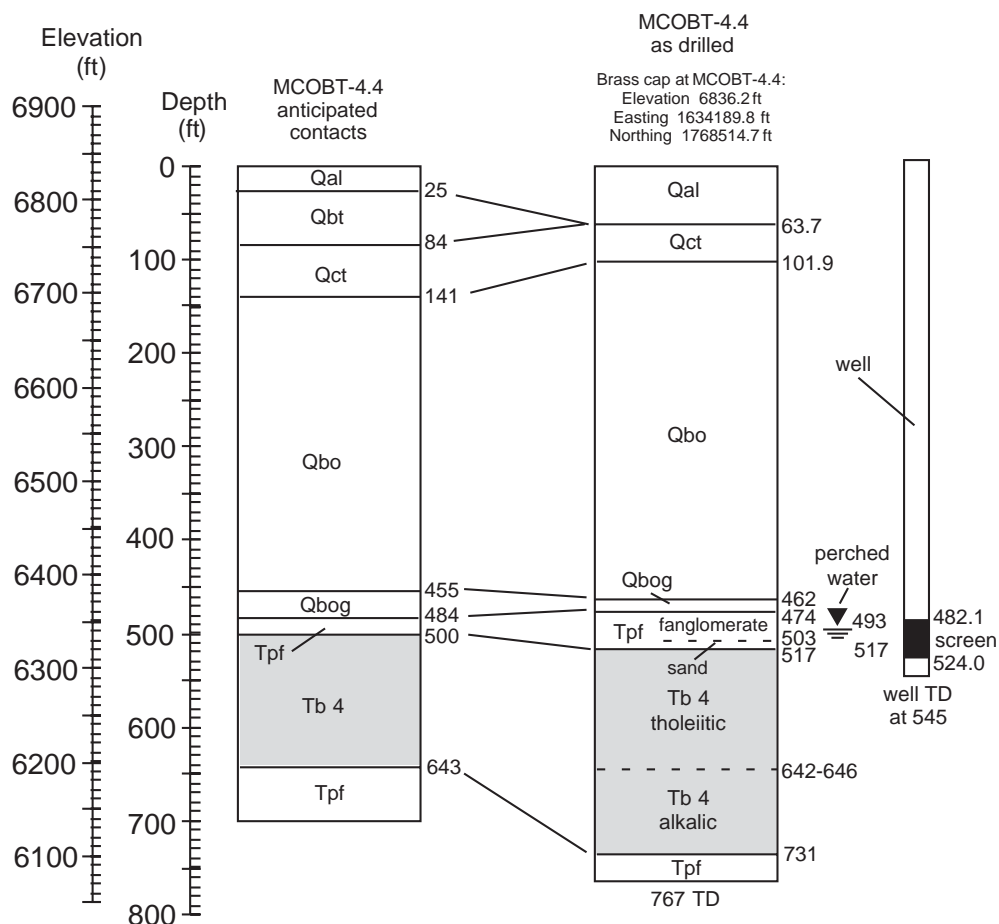 Elevation
(ft)
6900
6800
6700
6600
6500
6400
6300
6200
6100
Depth
(ft)
0
100
200
300
400
500
600
700
800
MCOBT-4.4
anticipated
contacts
Qal
25
Qbt
84
Qct
141
Qbo
455
Qbog
484
500
Tpf
Tb 4
643
Tpf
MCOBT-4.4
as drilled
Brass cap at MCOBT-4.4:
Elevation 6836.2 ft
Easting 1634189.8 ft
Northing 1768514.7 ft
Qal
63.7
Qct
101.9
Qbo
Qbog
462
474
Tpf
fanglomerate
503
517
sand
Tb 4
tholeiitic
642-646
Tb 4
alkalic
731
Tpf
767 TD
perched
water
493
517
well
482.1
screen
524.0
well TD
at 545